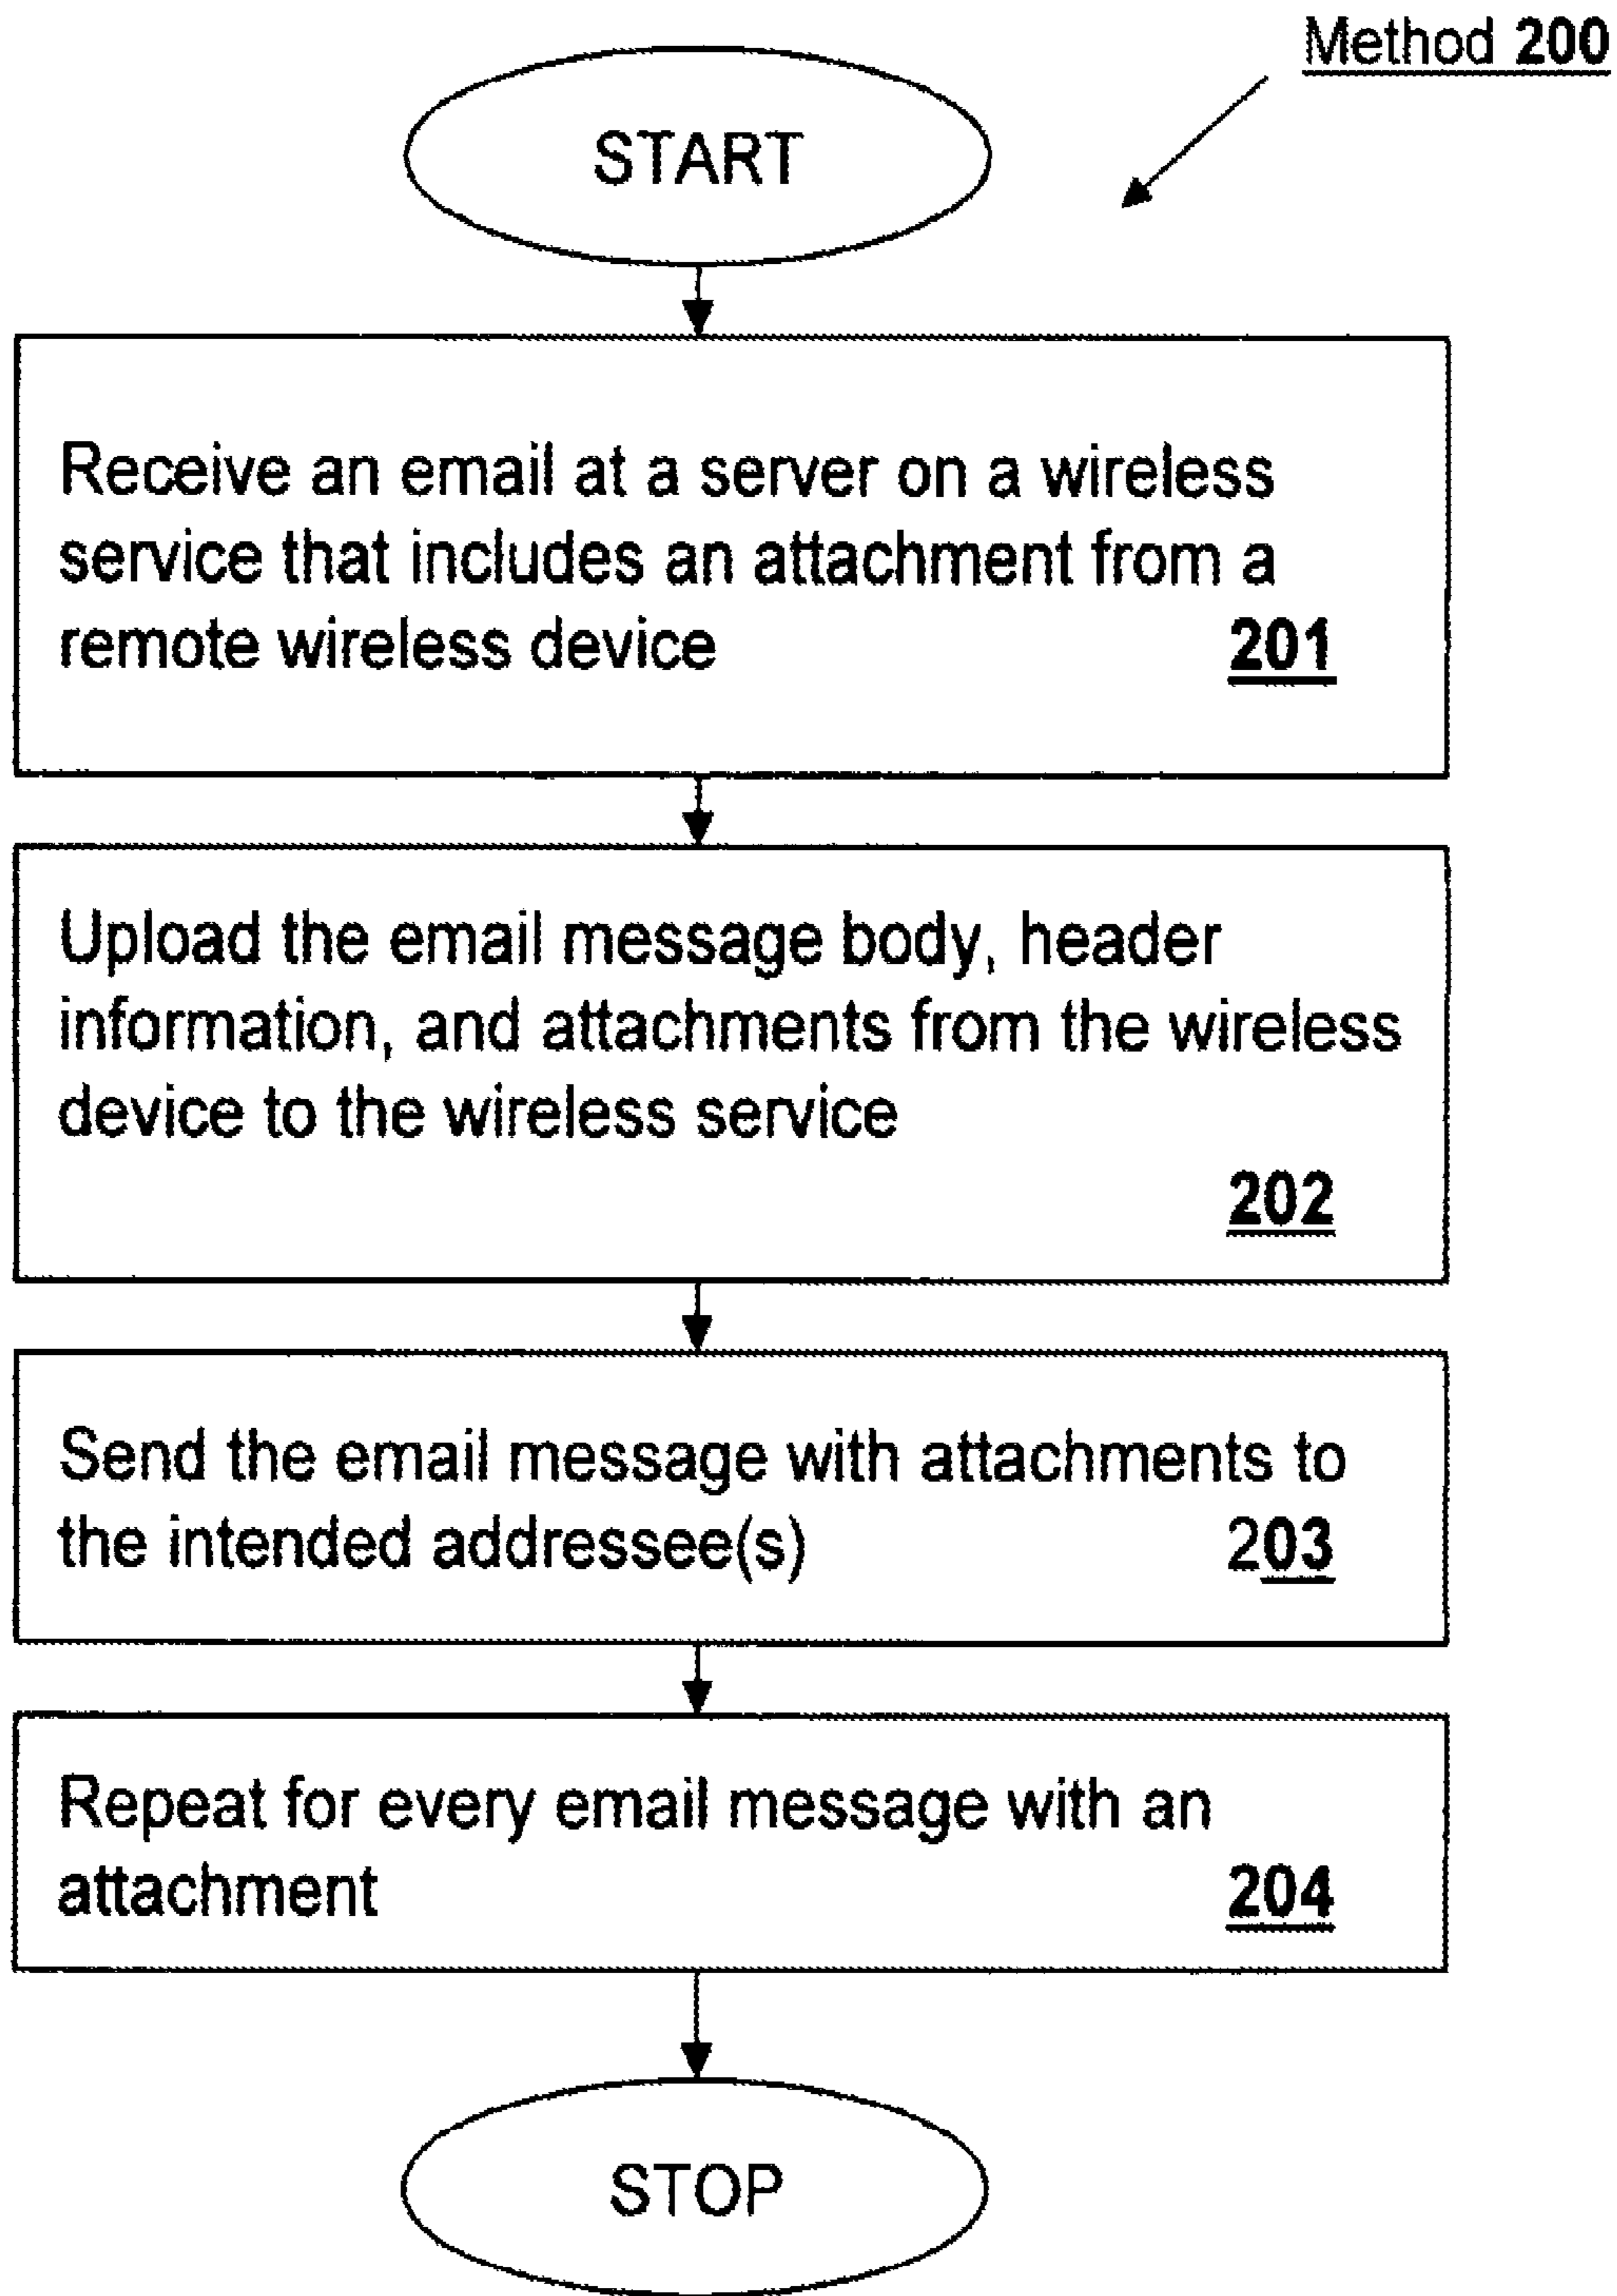 Method 200
START
Receive an email at a server on a wireless
service that includes an attachment from a
remote wireless device 201
Upload the email message body, header
information, and attachments from the wireless
device to the wireless service
202
Send the email message with attachments to
the intended addressee(s) 203
Repeat for every email message with an
attachment 204
STOP